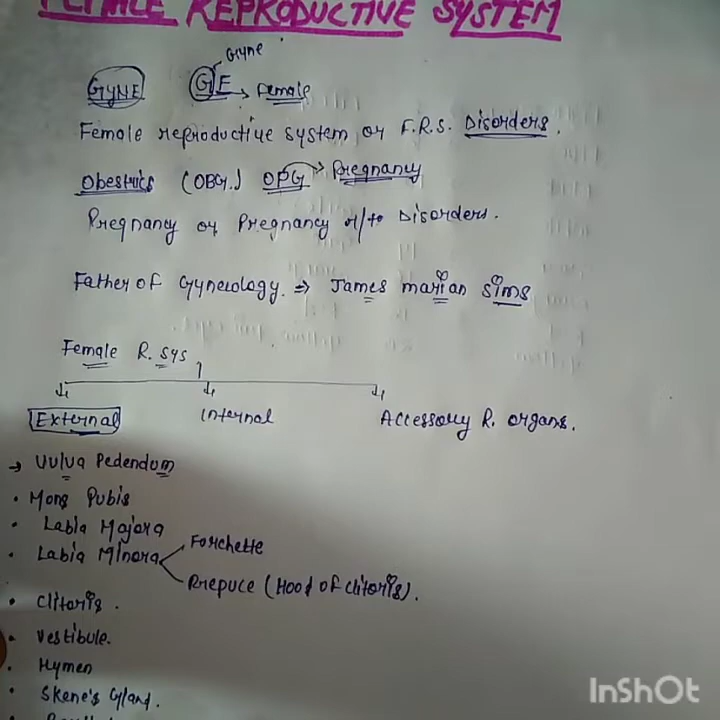 FEMALE REPRODUCTIVE SYSTEM
Gyne
GYNE GF → Female
Female reproductive system or F.R.S. Disorders.
Obestrics (OBG.) OPG → Pregnancy
Pregnancy or Pregnancy r/to Disorders.
Father of Gynecology. ⇒ James marian sims
Female R. sys
External Internal Accessory R. organs.
→ Vulva Pedendum
• Mons Pubis
• Labia Majora
• Labia Minora
Forchette
Prepuce (Hood of clitoris).
• Clitoris.
• Vestibule.
• Hymen
• Skene's Gland.
InShOt